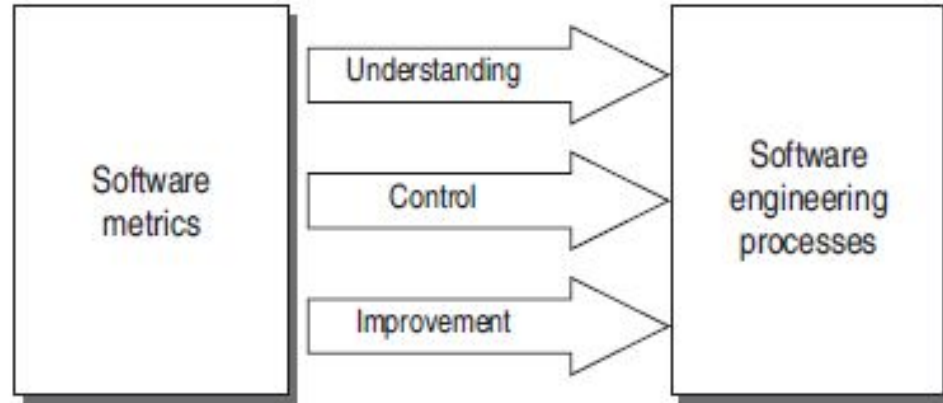 Software
metrics
Understanding
Control
Improvement
Software
engineering
processes